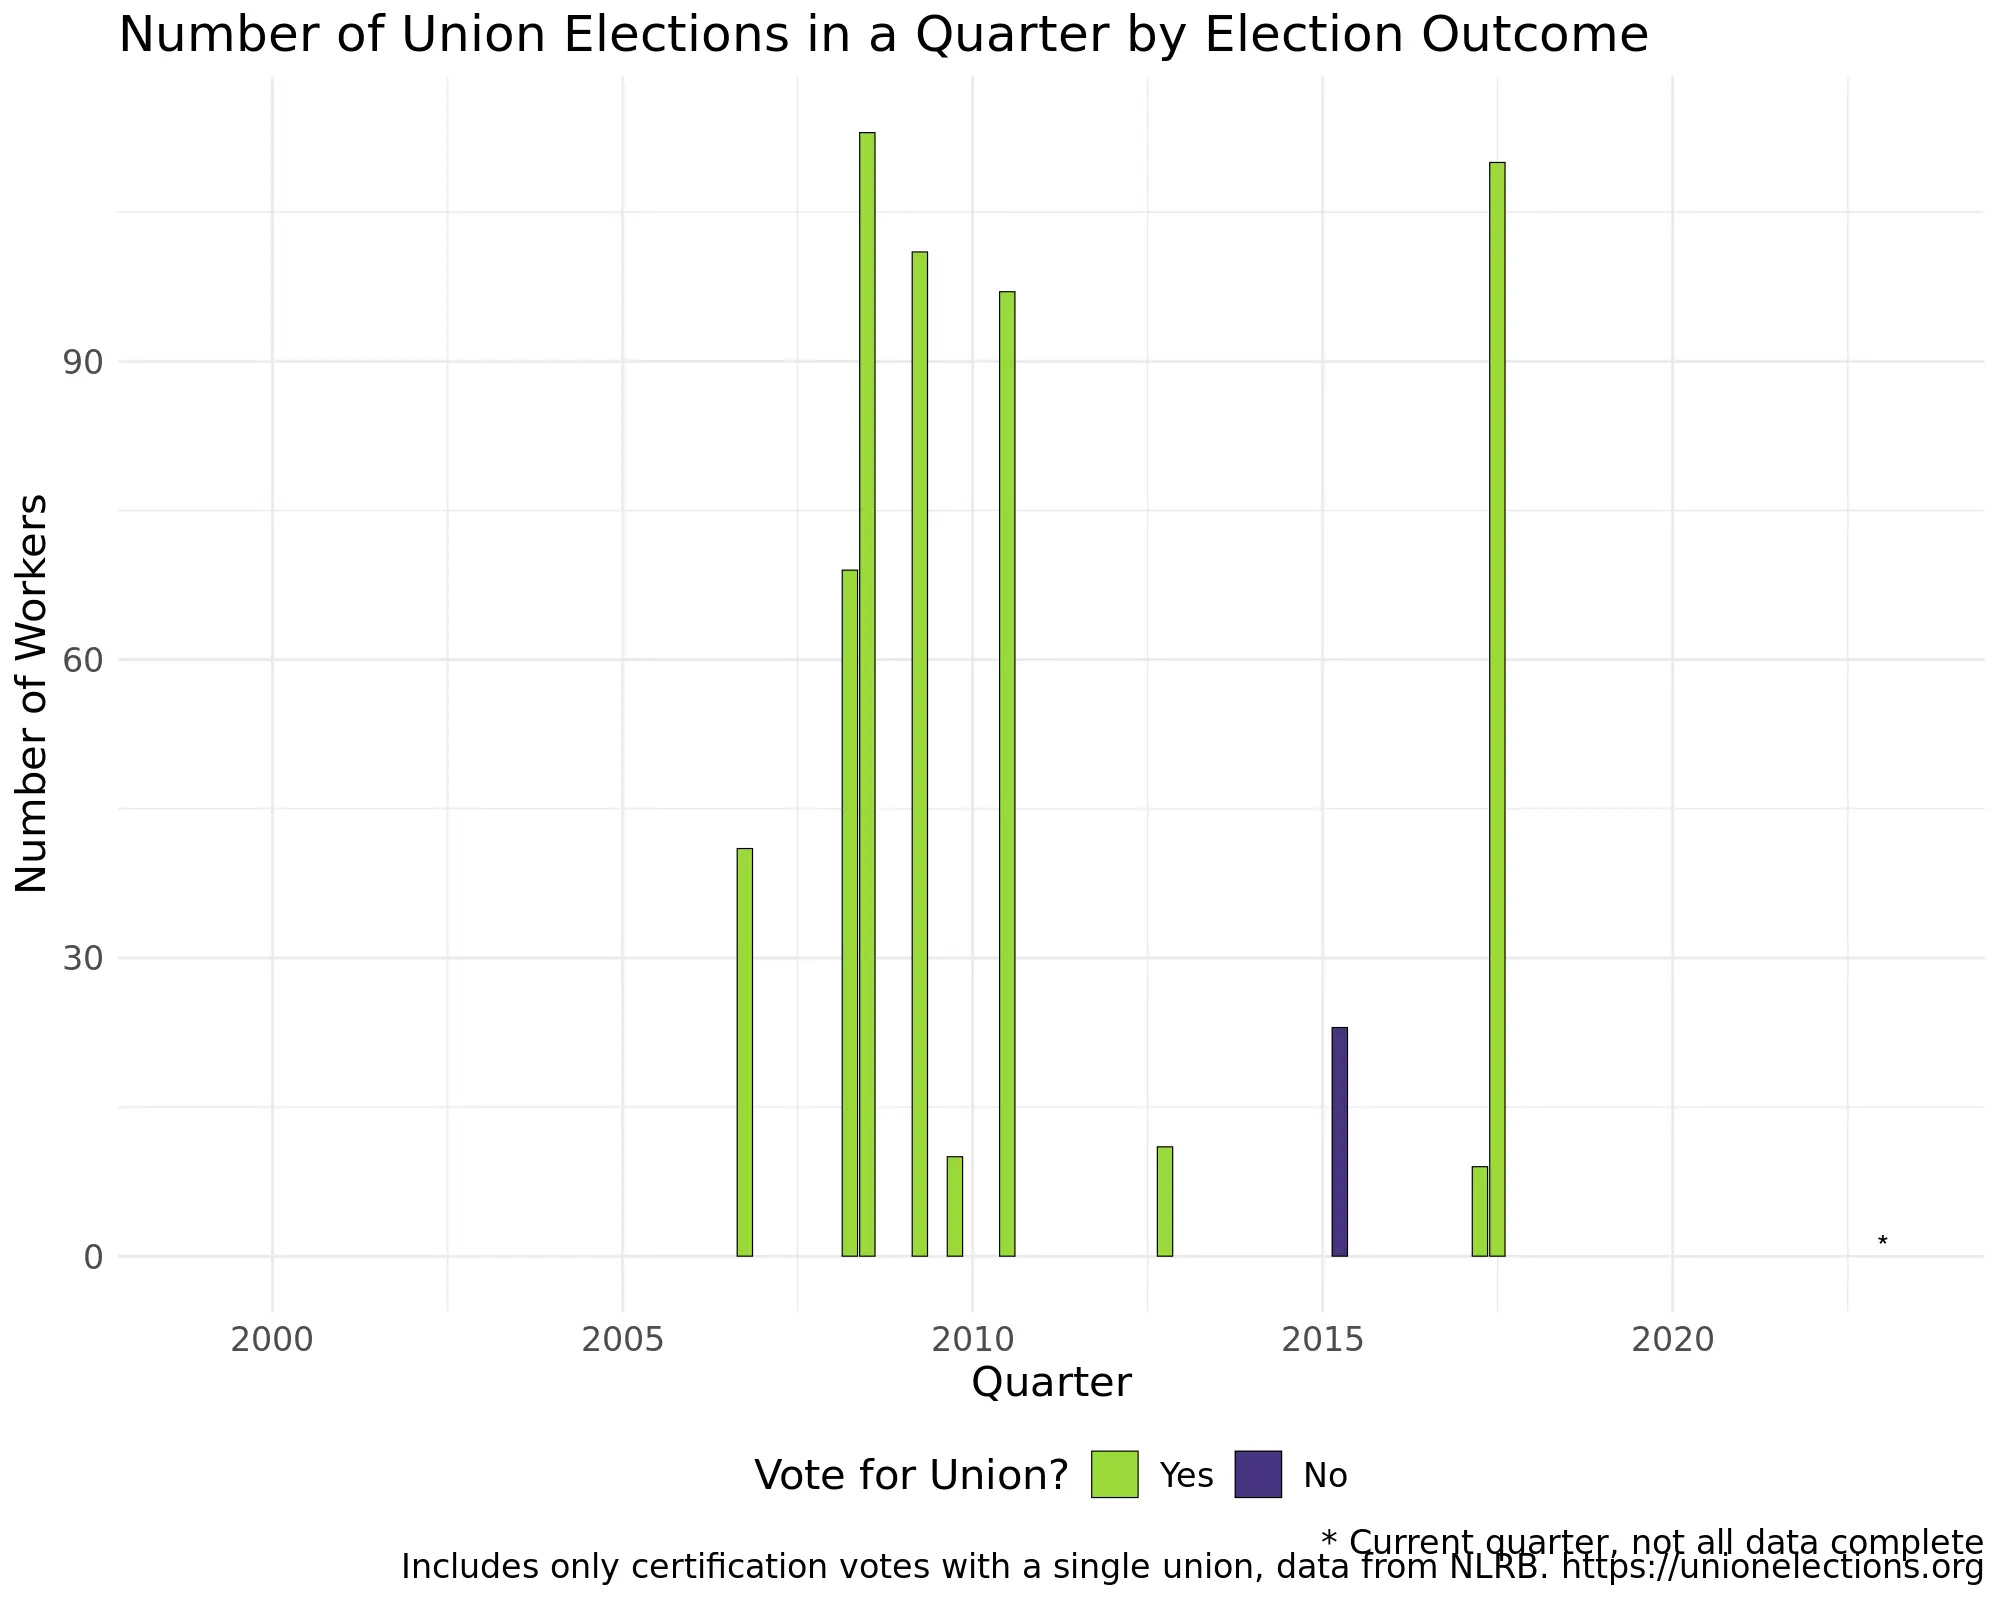 Number of Union Elections in a Quarter by Election Outcome
Number of Workers
90
60
30
0
*
2000 2005 2010 2015 2020
Quarter
Vote for Union? Yes No
* Current quarter, not all data complete
Includes only certification votes with a single union, data from NLRB. https://unionelections.org